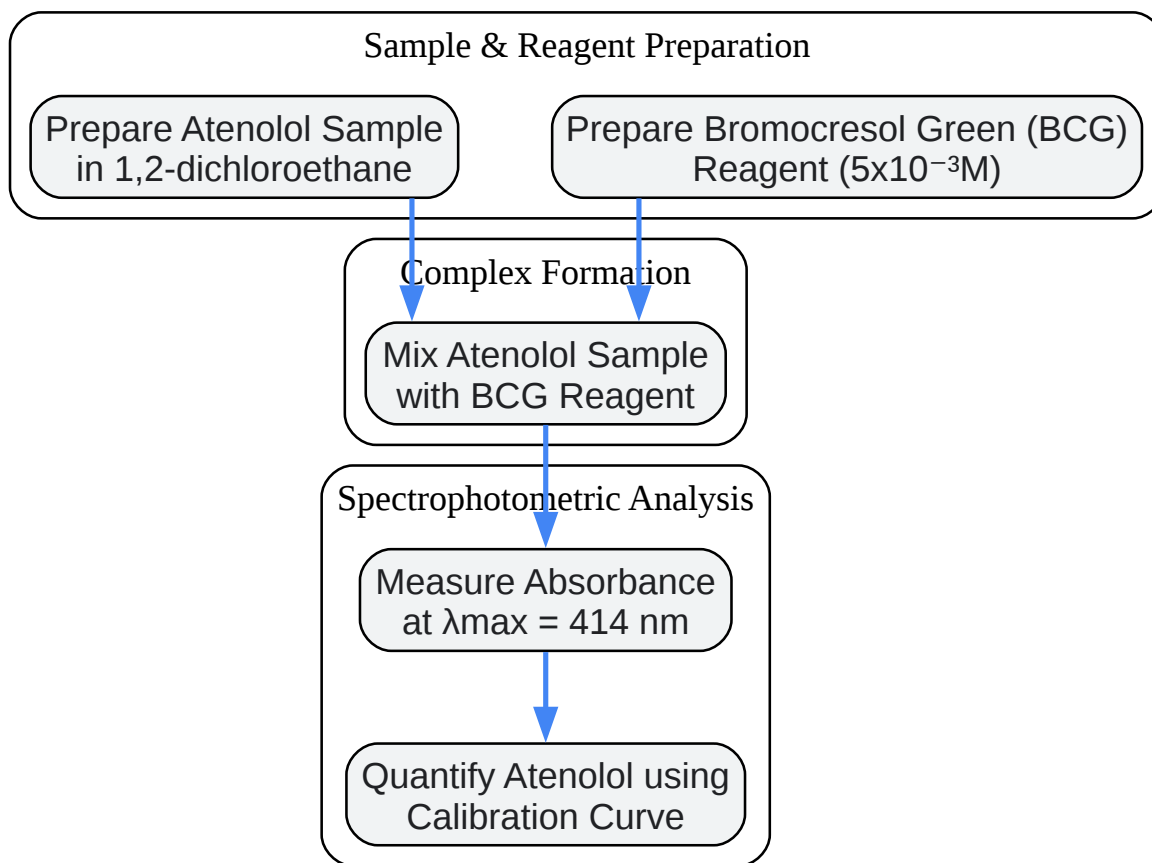 Sample & Reagent Preparation
Prepare Atenolol Sample
in 1,2-dichloroethane
Prepare Bromocresol Green (BCG)
Reagent (5x10⁻³M)
Complex Formation
Mix Atenolol Sample
with BCG Reagent
Spectrophotometric Analysis
Measure Absorbance
at λmax = 414 nm
Quantify Atenolol using
Calibration Curve